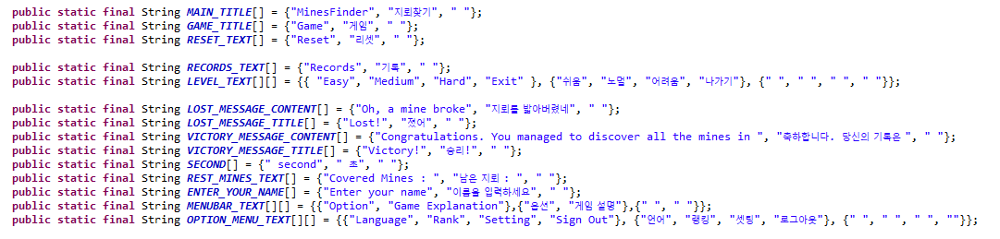 public static final String MAIN_TITLE[] = {"MinesFinder", "지뢰찾기", " "};
public static final String GAME_TITLE[] = {"Game", "게임", " "};
public static final String RESET_TEXT[] = {"Reset", "리셋", " "};
public static final String RECORDS_TEXT[] = {"Records", "기록", " "};
public static final String LEVEL_TEXT[][] = {{ "Easy", "Medium", "Hard", "Exit" }, {"쉬움", "노멀", "어려움", "나가기"}, {" ", " ", " ", " "}};
public static final String LOST_MESSAGE_CONTENT[] = {"Oh, a mine broke", "지뢰를 밟아버렸네", " "};
public static final String LOST_MESSAGE_TITLE[] = {"Lost!", "졌어", " "};
public static final String VICTORY_MESSAGE_CONTENT[] = {"Congratulations. You managed to discover all the mines in ", "축하합니다. 당신의 기록은 ", " "};
public static final String VICTORY_MESSAGE_TITLE[] = {"Victory!", "승리!", " "};
public static final String SECOND[] = {" second", " 초", " "};
public static final String REST_MINES_TEXT[] = {"Covered Mines : ", "남은 지뢰 : ", " "};
public static final String ENTER_YOUR_NAME[] = {"Enter your name", "이름을 입력하세요", " "};
public static final String MENUBAR_TEXT[][] = {{"Option", "Game Explanation"},{"옵션", "게임 설명"},{" ", " "}};
public static final String OPTION_MENU_TEXT[][] = {{"Language", "Rank", "Setting", "Sign Out"}, {"언어", "랭킹", "셋팅", "로그아웃"}, {" ", " ", " ", ""}};